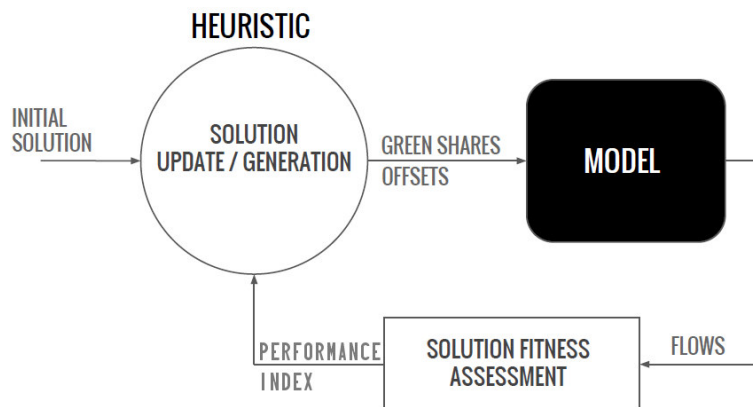 HEURISTIC
INITIAL
SOLUTION
SOLUTION
UPDATE / GENERATION
GREEN SHARES
OFFSETS
MODEL
PERFORMANCE
INDEX
SOLUTION FITNESS
ASSESSMENT
FLOWS